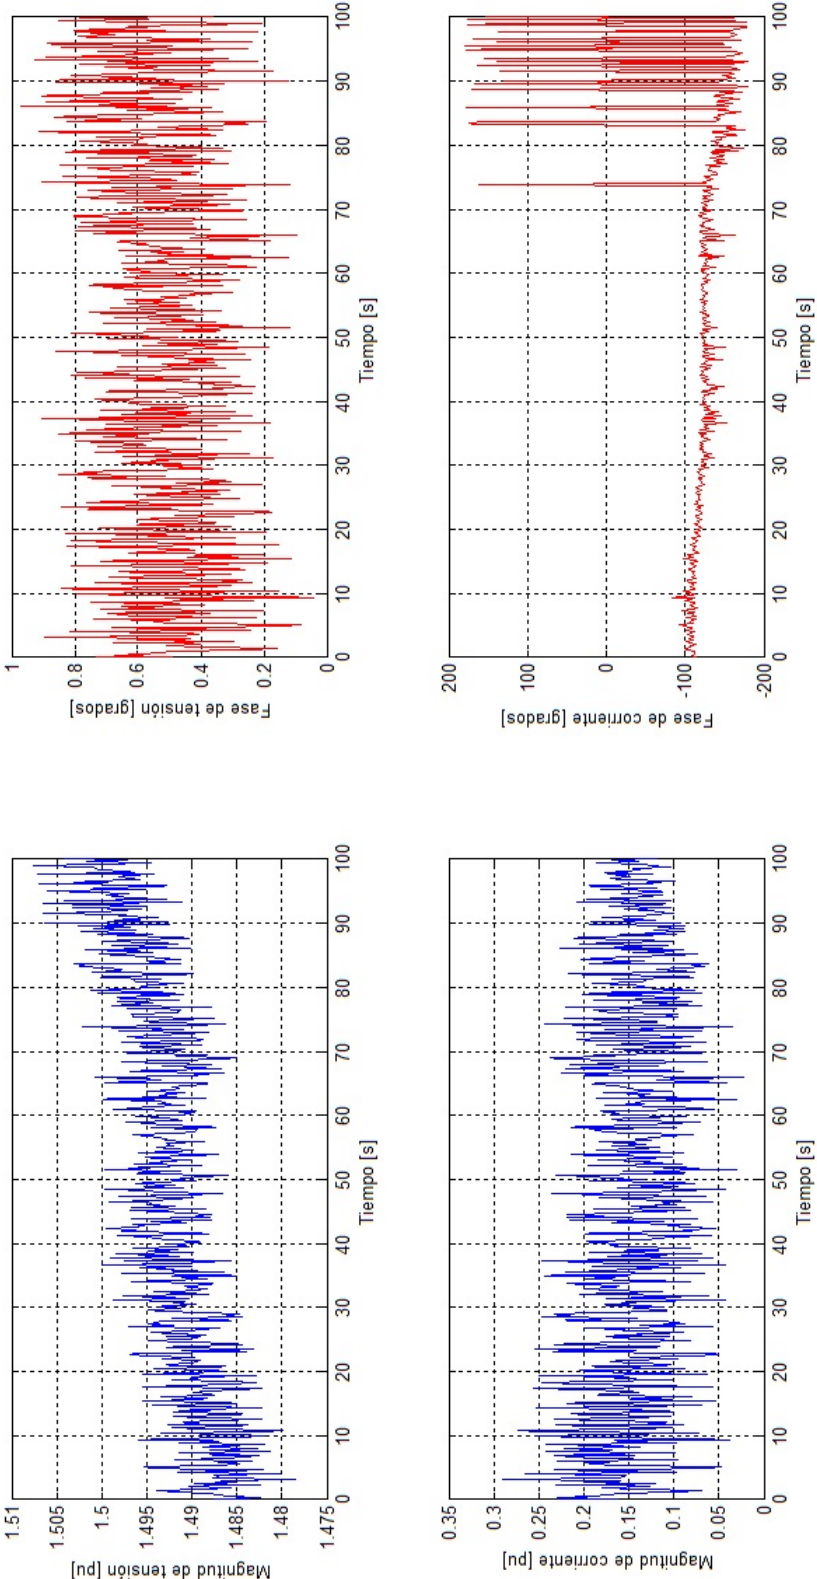 Magnitud de tensión [pu]
1.51
1.505
1.5
1.495
1.49
1.485
1.48
1.475
0 10 20 30 40 50 60 70 80 90 100
Tiempo [s]
Fase de tensión [grados]
1
0.8
0.6
0.4
0.2
0
0 10 20 30 40 50 60 70 80 90 100
Tiempo [s]
Magnitud de corriente [pu]
0.35
0.3
0.25
0.2
0.15
0.1
0.05
0
0 10 20 30 40 50 60 70 80 90 100
Tiempo [s]
Fase de corriente [grados]
200
100
0
-100
-200
0 10 20 30 40 50 60 70 80 90 100
Tiempo [s]